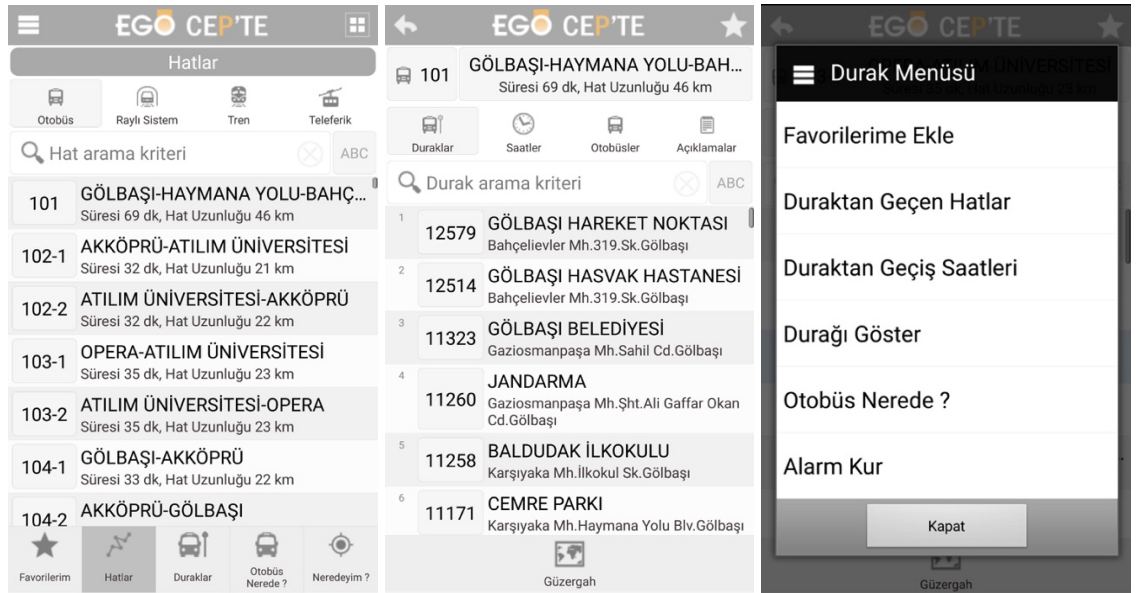 EGO CEP'TE
Hatlar
Otobüs
Raylı Sistem
Tren
Teleferik
Hat arama kriteri
ABC
101
GÖLBAŞI-HAYMANA YOLU-BAHÇ...
Süresi 69 dk, Hat Uzunluğu 46 km
102-1
AKKÖPRÜ-ATILIM ÜNİVERSİTESİ
Süresi 32 dk, Hat Uzunluğu 21 km
102-2
ATILIM ÜNİVERSİTESİ-AKKÖPRÜ
Süresi 32 dk, Hat Uzunluğu 22 km
103-1
OPERA-ATILIM ÜNİVERSİTESİ
Süresi 35 dk, Hat Uzunluğu 23 km
103-2
ATILIM ÜNİVERSİTESİ-OPERA
Süresi 35 dk, Hat Uzunluğu 23 km
104-1
GÖLBAŞI-AKKÖPRÜ
Süresi 33 dk, Hat Uzunluğu 22 km
104-2
AKKÖPRÜ-GÖLBAŞI
Favorilerim
Hatlar
Duraklar
Otobüs
Nerede ?
Neredeyim ?
EGO CEP'TE
101
GÖLBAŞI-HAYMANA YOLU-BAH...
Süresi 69 dk, Hat Uzunluğu 46 km
Duraklar
Saatler
Otobüsler
Açıklamalar
Durak arama kriteri
ABC
1
12579
GÖLBAŞI HAREKET NOKTASI
Bahçelievler Mh.319.Sk.Gölbaşı
2
12514
GÖLBAŞI HASVAK HASTANESİ
Bahçelievler Mh.319.Sk.Gölbaşı
3
11323
GÖLBAŞI BELEDİYESİ
Gaziosmanpaşa Mh.Sahil Cd.Gölbaşı
4
11260
JANDARMA
Gaziosmanpaşa Mh.Şht.Ali Gaffar Okan
Cd.Gölbaşı
5
11258
BALDUDAK İLKOKULU
Karşıyaka Mh.İlkokul Sk.Gölbaşı
6
11171
CEMRE PARKI
Karşıyaka Mh.Haymana Yolu Blv.Gölbaşı
Güzergah
EGO CEP'TE
Durak Menüsü
Favorilerime Ekle
Duraktan Geçen Hatlar
Duraktan Geçiş Saatleri
Durağı Göster
Otobüs Nerede ?
Alarm Kur
Kapat
Güzergah